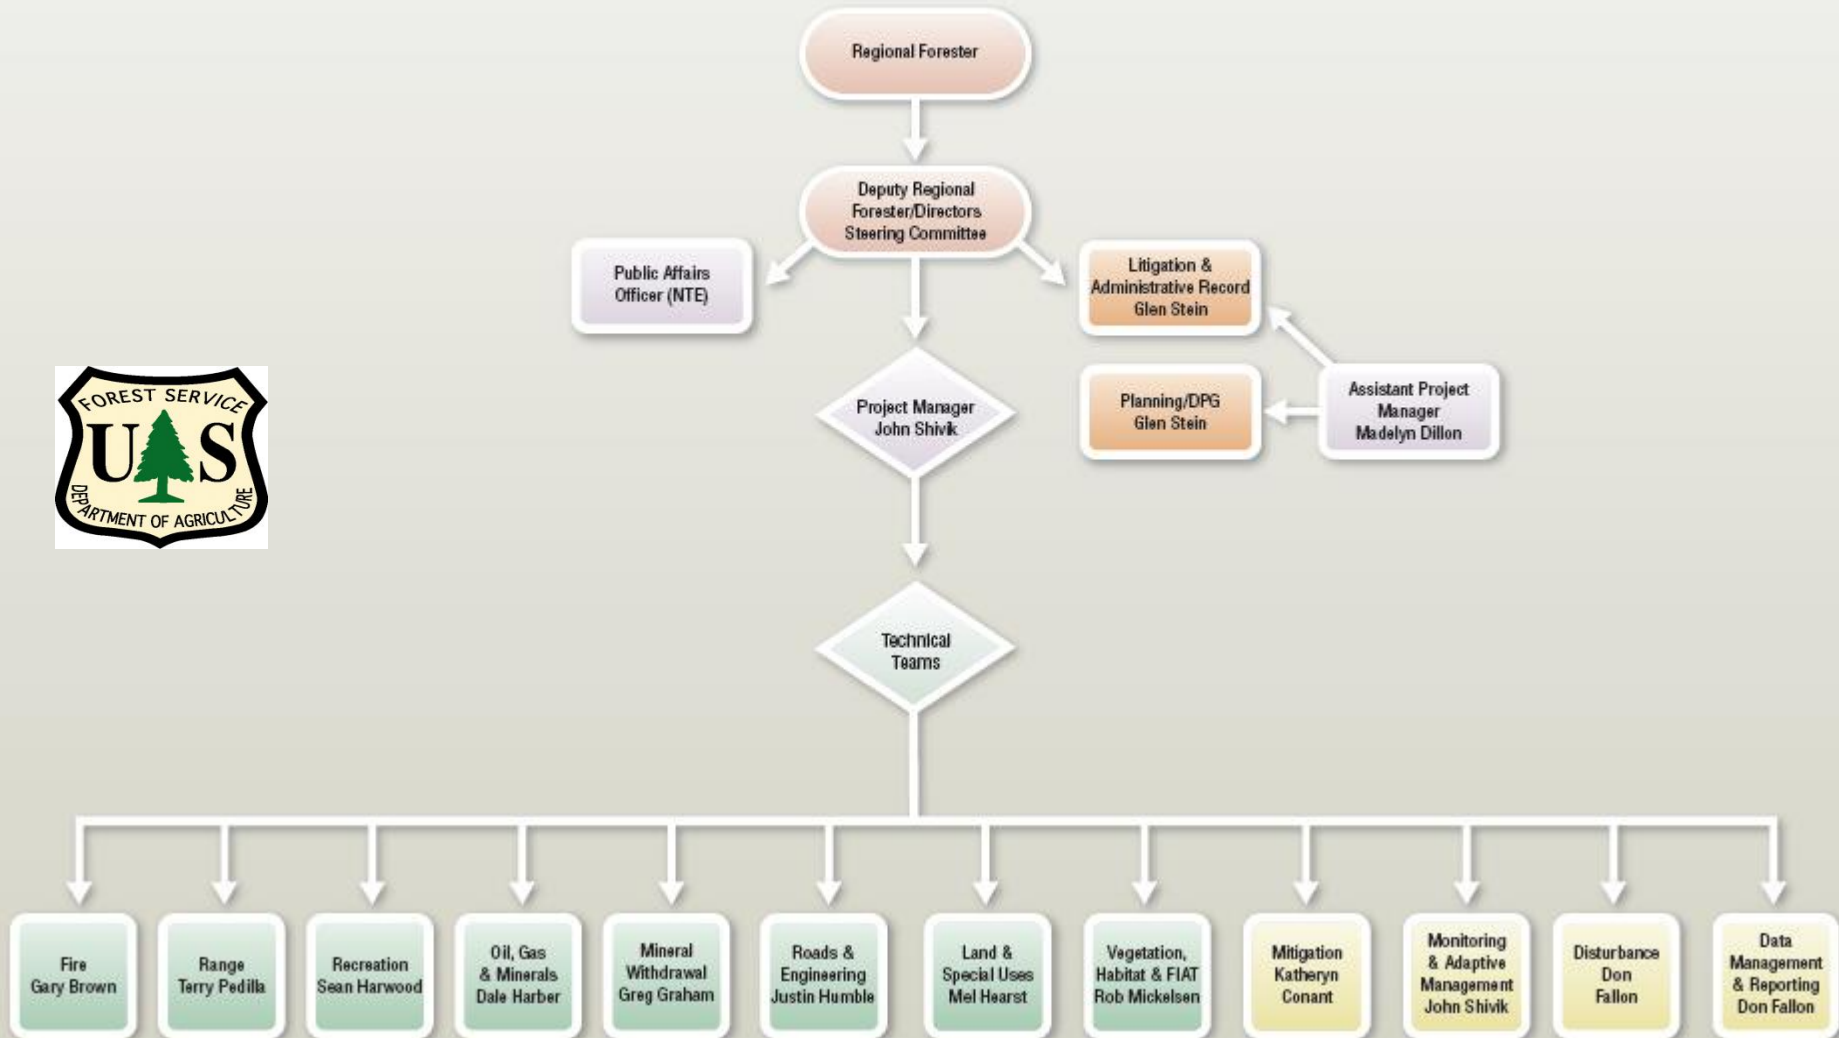 Regional Forester
Deputy Regional
Forester/Directors
Steering Committee
Public Affairs
Officer (NTE)
Litigation &
Administrative Record
Glen Stein
Project Manager
John Shivik
Planning/DPG
Glen Stein
Assistant Project
Manager
Madelyn Dillon
FOREST SERVICE
U S
DEPARTMENT OF AGRICULTURE
Technical
Teams
Fire
Gary Brown
Range
Terry Pedilla
Recreation
Sean Harwood
Oil, Gas
& Minerals
Dale Harber
Mineral
Withdrawal
Greg Graham
Roads &
Engineering
Justin Humble
Land &
Special Uses
Mel Hearst
Vegetation,
Habitat & FIAT
Rob Mickelsen
Mitigation
Katheryn
Conant
Monitoring
& Adaptive
Management
John Shivik
Disturbance
Don
Fallon
Data
Management
& Reporting
Don Fallon